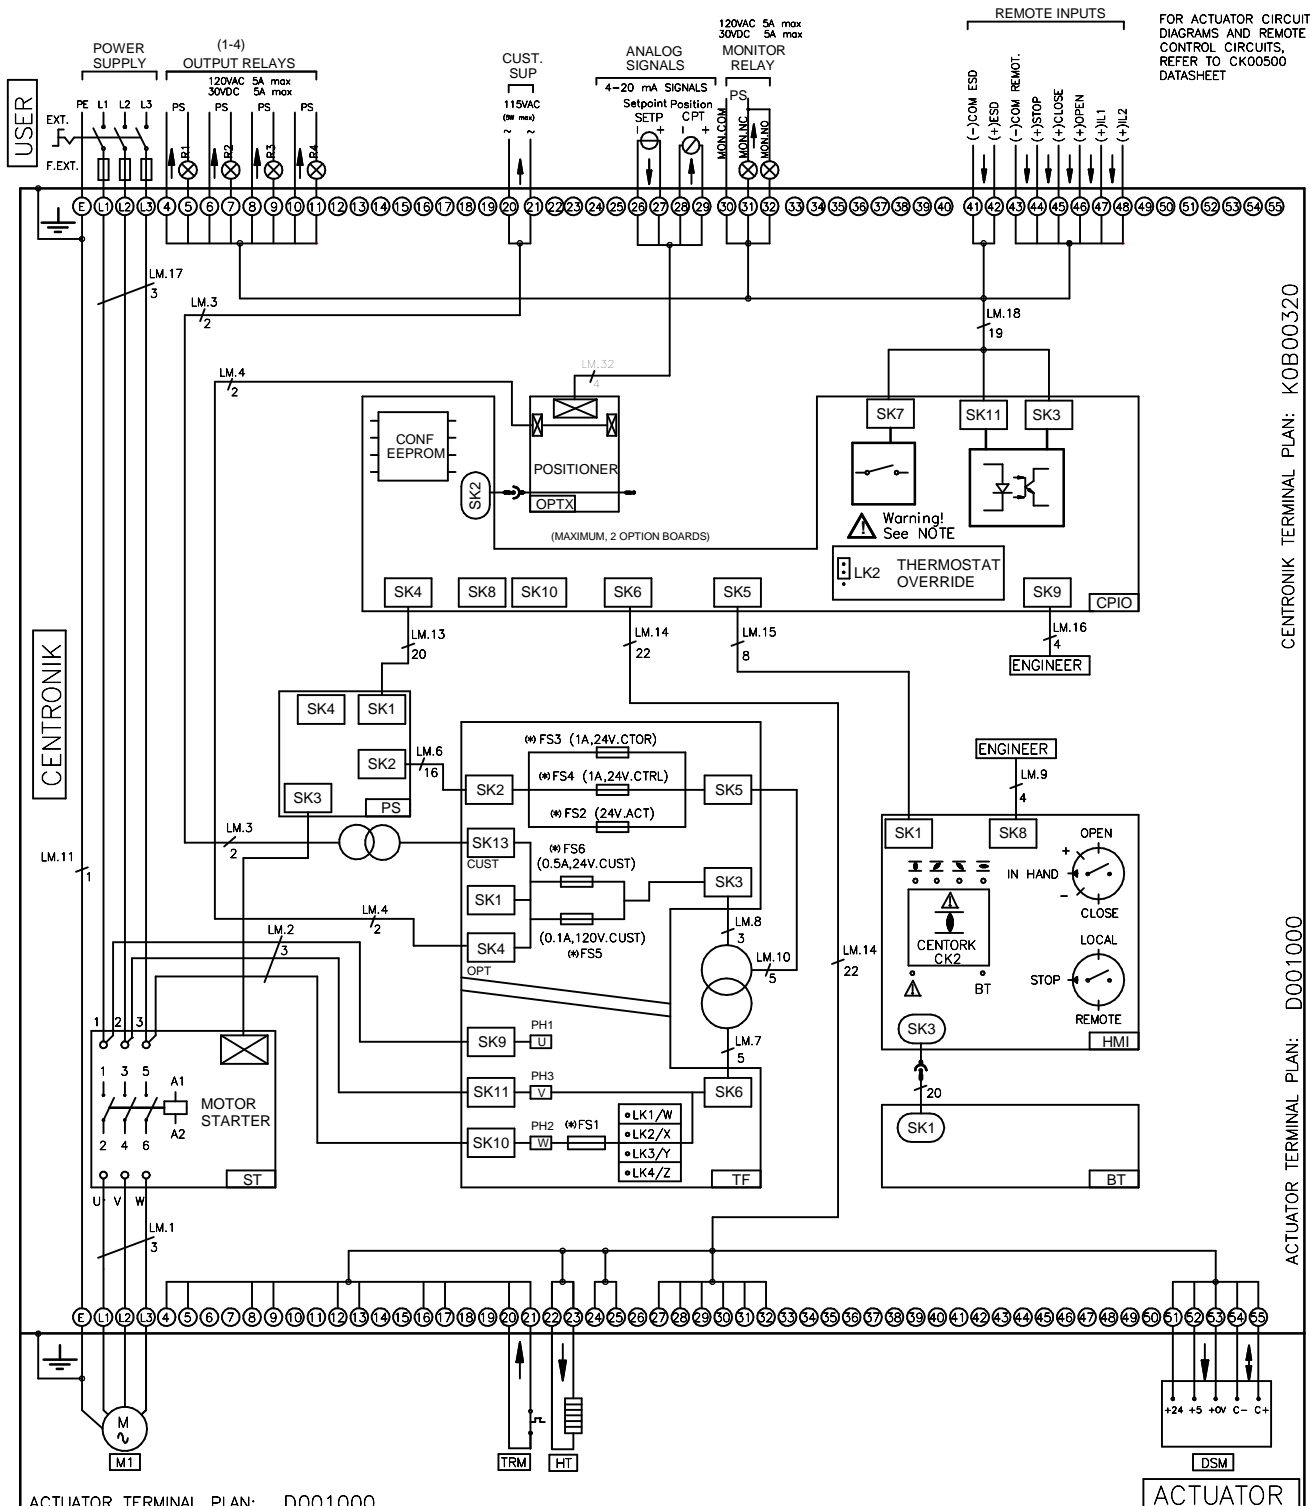 REMOTE INPUTS
FOR ACTUATOR CIRCUIT
DIAGRAMS AND REMOTE
CONTROL CIRCUITS,
REFER TO CK00500
DATASHEET
POWER
SUPPLY
(1-4)
OUTPUT RELAYS
120VAC 5A max
30VDC 5A max
CUST.
SUP
115VAC
(8W max)
~ ~
ANALOG
SIGNALS
4-20 mA SIGNALS
Setpoint Position
SETP CPT
- + - +
120VAC 5A max
30VDC 5A max
MONITOR
RELAY
PS
MON.COM
MON.NC
MON.NO
(-)COM ESD
(+)ESD
(-)COM REMOT.
(+)STOP
(+)CLOSE
(+)OPEN
(+)IL1
(+)IL2
USER
PE L1 L2 L3
EXT.
F.EXT.
PS PS PS PS
R1 R2 R3 R4
E L1 L2 L3 4 5 6 7 8 9 10 11 12 13 14 15 16 17 18 19 20 21 22 23 24 25 26 27 28 29 30 31 32 33 34 35 36 37 38 39 40 41 42 43 44 45 46 47 48 49 50 51 52 53 54 55
LM.17
3
LM.3
2
LM.18
19
LM.32
4
LM.4
2
CONF
EEPROM
SK2
POSITIONER
OPTX
(MAXIMUM, 2 OPTION BOARDS)
SK7
SK11
SK3
Warning!
See NOTE
LK2
THERMOSTAT
OVERRIDE
SK4
SK8
SK10
SK6
SK5
SK9
CPIO
LM.13
20
LM.14
22
LM.15
8
LM.16
4
ENGINEER
CENTRONIK TERMINAL PLAN: K0B00320
CENTRONIK
SK4
SK1
SK2
SK3
PS
LM.6
16
(*)FS3 (1A,24V.CTOR)
(*)FS4 (1A,24V.CTRL)
(*)FS2 (24V.ACT)
SK2
SK5
LM.3
2
SK13
CUST
(*)FS6
(0.5A,24V.CUST)
SK1
SK3
LM.4
2
SK4
OPT
(0.1A,120V.CUST)
(*)FS5
LM.8
3
LM.10
5
LM.7
5
LM.11
1
LM.2
3
LM.14
22
SK9
PH1
U
SK11
PH3
V
SK6
SK10
PH2
W
(*)FS1
LK1/W
LK2/X
LK3/Y
LK4/Z
TF
ENGINEER
LM.9
4
SK1
SK8
OPEN
+
IN HAND
-
CLOSE
CENTORK
CK2
BT
LOCAL
STOP
REMOTE
SK3
HMI
20
SK1
BT
1 2 3
1 3 5
A1
A2
MOTOR
STARTER
2 4 6
ST
U V W
LM.1
3
ACTUATOR TERMINAL PLAN: D001000
E L1 L2 L3 4 5 6 7 8 9 10 11 12 13 14 15 16 17 18 19 20 21 22 23 24 25 26 27 28 29 30 31 32 33 34 35 36 37 38 39 40 41 42 43 44 45 46 47 48 49 50 51 52 53 54 55
M
~
M1
TRM
HT
+24 +5 +0V C- C+
DSM
ACTUATOR
ACTUATOR TERMINAL PLAN: D001000